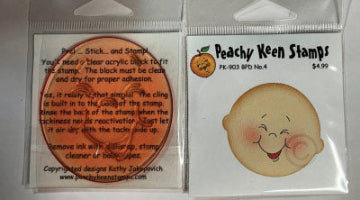 Peel... Stick... and Stamp!
You'll need a clear acrylic block to fit
the stamp. The block must be clean
and dry for proper adhesion.
Yes, it really is that simple! The cling
is built in to the back of the stamp.
Rinse the back of the stamp when the
tackiness needs reactivation. Just let
it air dry with the tacky side up.
Remove ink with a diaper, stamp
cleaner or baby wipes.
Copyrighted designs Kathy Jakopovich
www.peachykeenstamps.com
Peachy Keen Stamps
PK-903 BPD No.4
$4.99